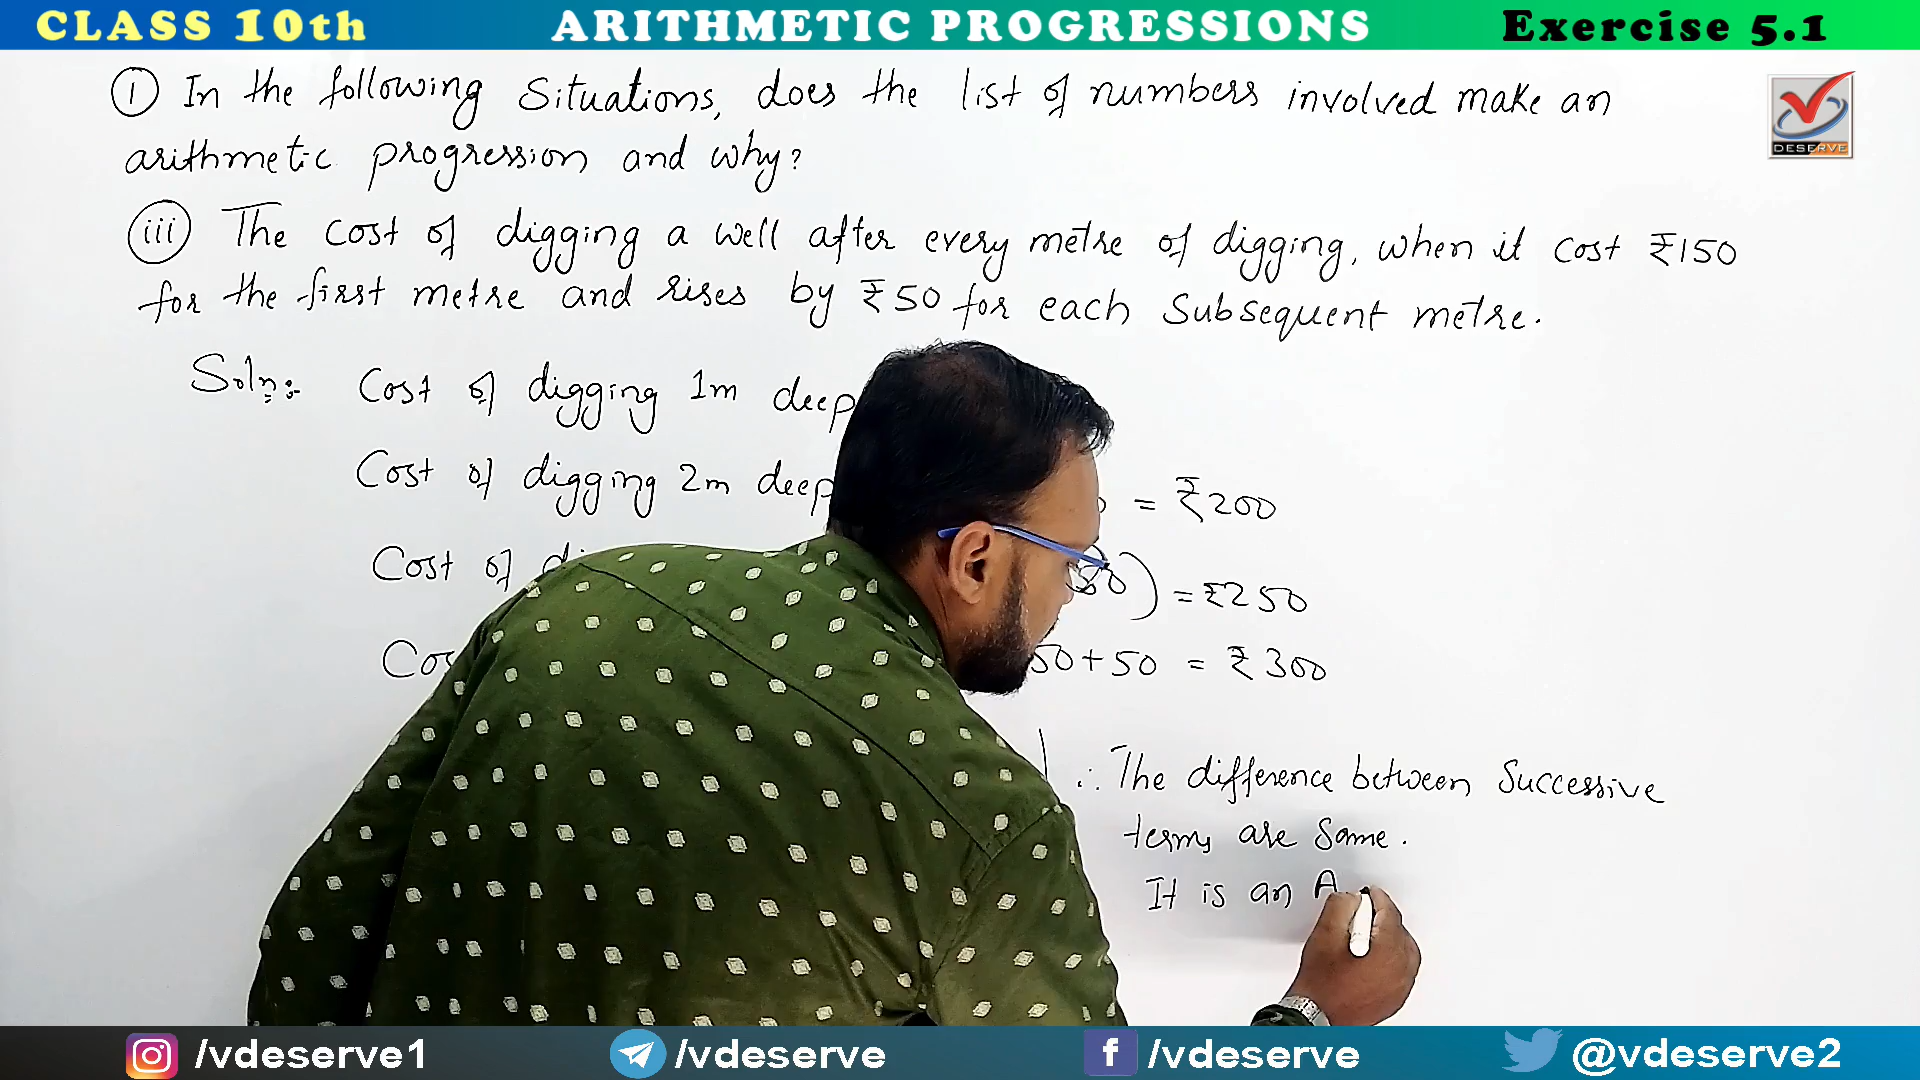 CLASS 10th ARITHMETIC PROGRESSIONS Exercise 5.1
(i) In the following Situations, does the list of numbers involved make an
arithmetic progression and why?
DESERVE
(iii) The cost of digging a well after every metre of digging, when it cost ₹150
for the first metre and rises by ₹50 for each Subsequent metre.
Soln:- Cost of digging 1m deep
Cost of digging 2m deep = ₹200
Cost of = ₹250
50+50 = ₹300
∴ The difference between Successive
terms are Same.
It is an A
/vdeserve1 /vdeserve /vdeserve @vdeserve2